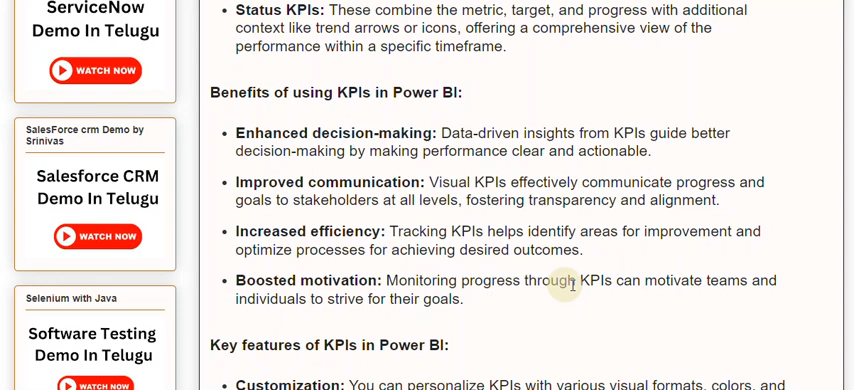 ServiceNow
Demo In Telugu
WATCH NOW
SalesForce crm Demo by
Srinivas
Salesforce CRM
Demo In Telugu
WATCH NOW
Selenium with Java
Software Testing
Demo In Telugu
WATCH NOW
• Status KPIs: These combine the metric, target, and progress with additional
context like trend arrows or icons, offering a comprehensive view of the
performance within a specific timeframe.
Benefits of using KPIs in Power BI:
• Enhanced decision-making: Data-driven insights from KPIs guide better
decision-making by making performance clear and actionable.
• Improved communication: Visual KPIs effectively communicate progress and
goals to stakeholders at all levels, fostering transparency and alignment.
• Increased efficiency: Tracking KPIs helps identify areas for improvement and
optimize processes for achieving desired outcomes.
• Boosted motivation: Monitoring progress through KPIs can motivate teams and
individuals to strive for their goals.
Key features of KPIs in Power BI:
• Customization: You can personalize KPIs with various visual formats, colors, and